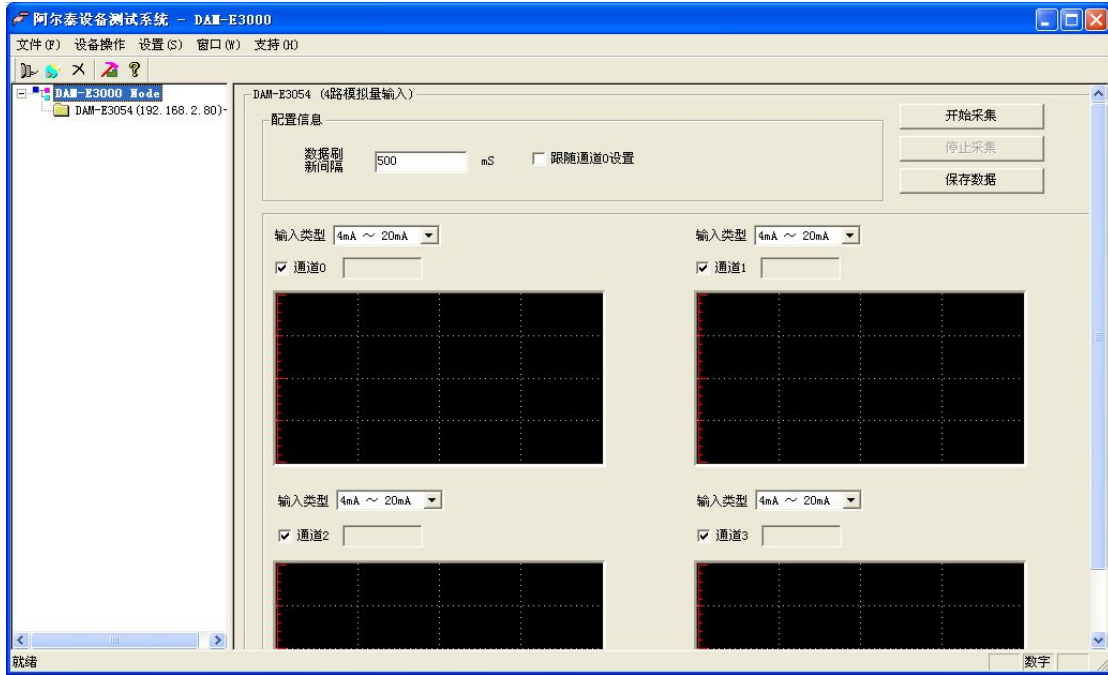 阿尔泰设备测试系统 - DAM-E3000
文件(F) 设备操作 设置(S) 窗口(W) 支持(H)
DAM-E3000 Node
DAM-E3054(192.168.2.80)-
DAM-E3054 (4路模拟量输入)
配置信息
数据刷
新间隔
500
mS
跟随通道0设置
开始采集
停止采集
保存数据
输入类型 4mA ～ 20mA
通道0
输入类型 4mA ～ 20mA
通道1
输入类型 4mA ～ 20mA
通道2
输入类型 4mA ～ 20mA
通道3
就绪
数字